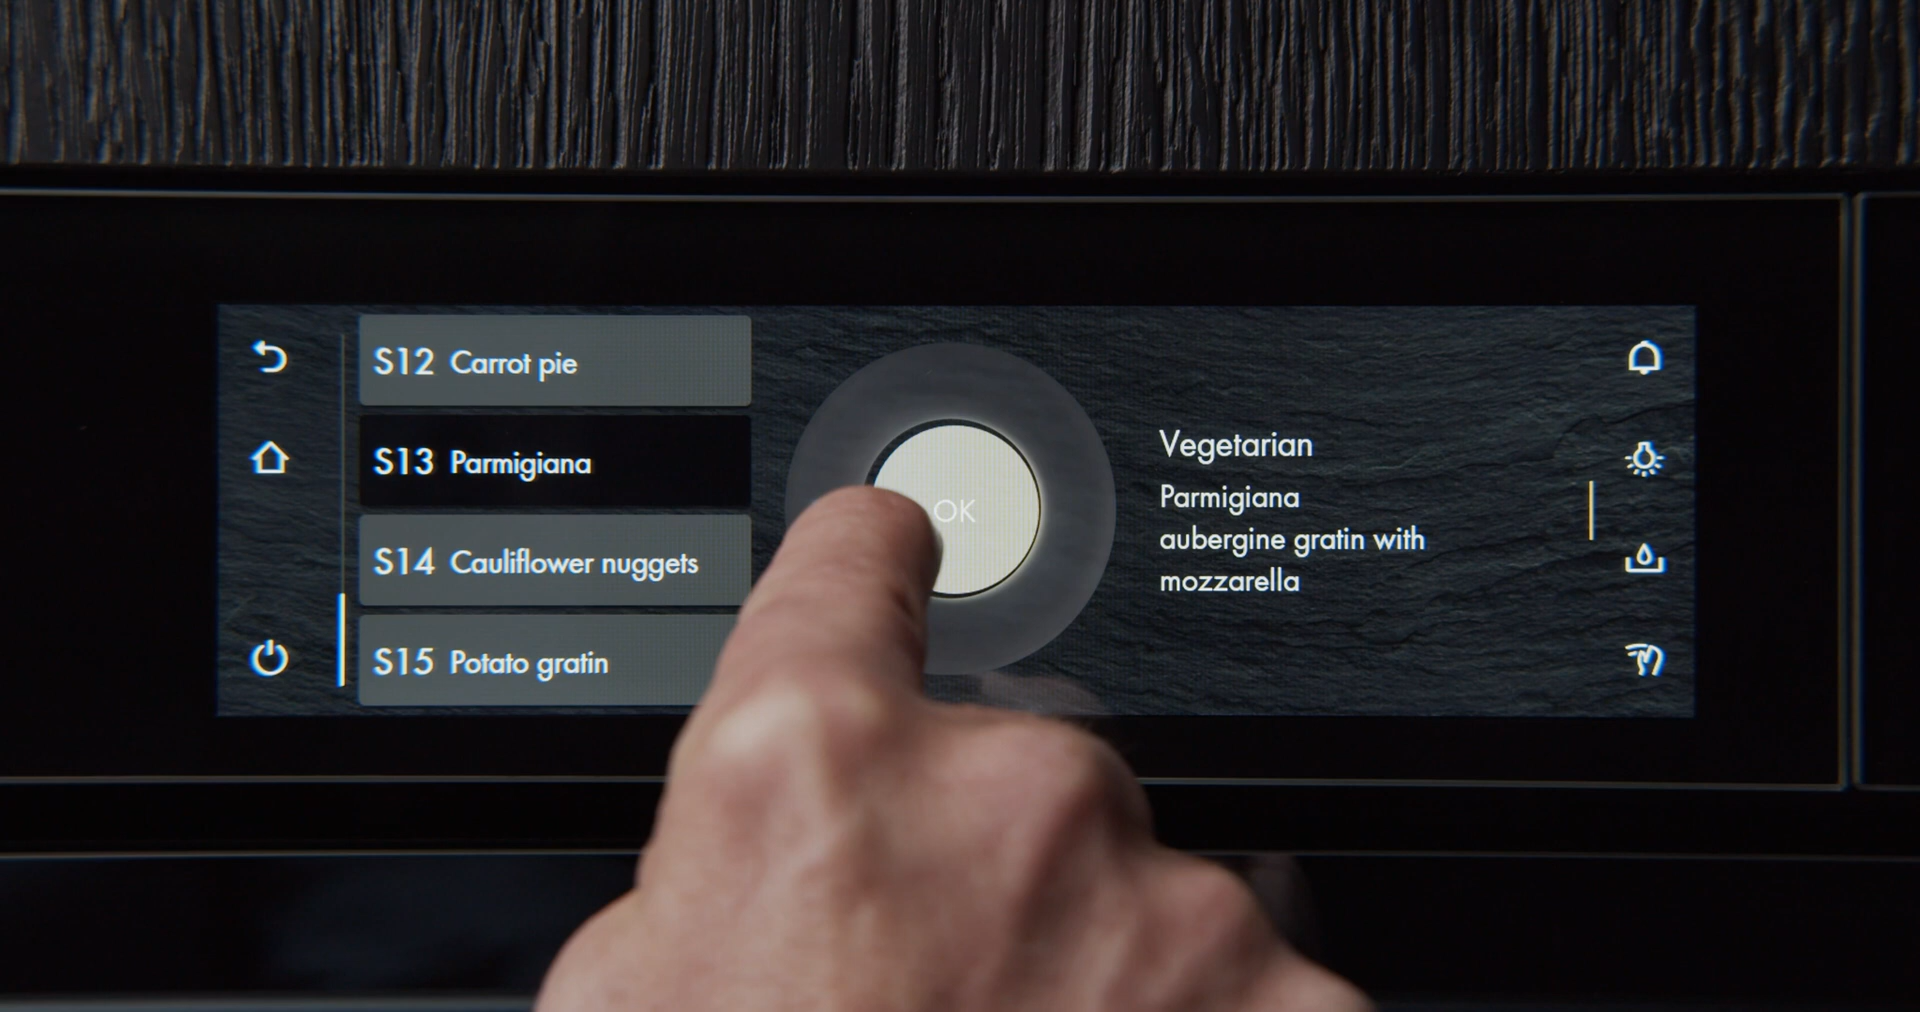 S12 Carrot pie
S13 Parmigiana
S14 Cauliflower nuggets
S15 Potato gratin
OK
Vegetarian
Parmigiana
aubergine gratin with
mozzarella